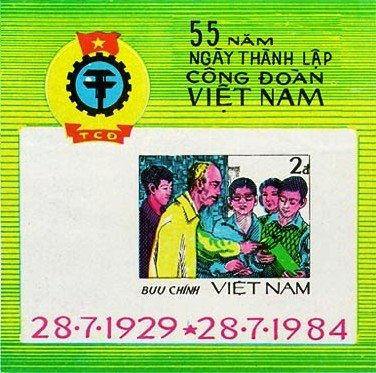 55 NĂM
NGÀY THÀNH LẬP
CÔNG ĐOÀN
VIỆT NAM
TCĐ
2đ
BƯU CHÍNH VIỆT NAM
28·7·1929★28·7·1984